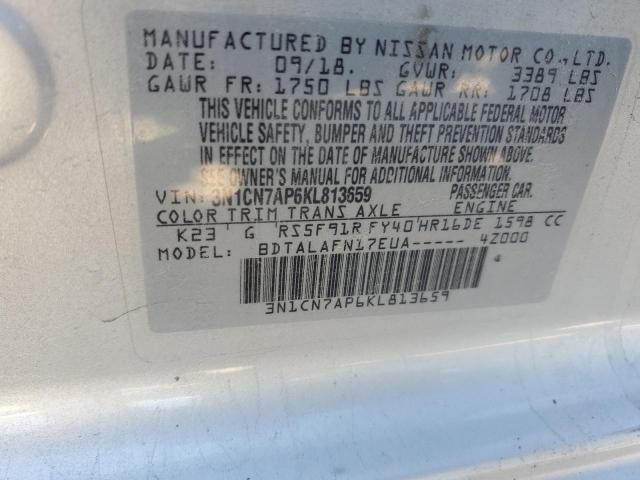 MANUFACTURED BY NISSAN MOTOR CO., LTD.
DATE: 09/18. GVWR: 3389 LBS
GAWR FR: 1750 LBS GAWR RR: 1708 LBS
THIS VEHICLE CONFORMS TO ALL APPLICABLE FEDERAL MOTOR
VEHICLE SAFETY, BUMPER AND THEFT PREVENTION STANDARDS
IN EFFECT ON THE DATE OF MANUFACTURE SHOWN ABOVE.
SEE OWNER'S MANUAL FOR ADDITIONAL INFORMATION.
VIN: 3N1CN7AP6KL813659 PASSENGER CAR.
COLOR TRIM TRANS AXLE ENGINE
K23 G RS5F91R FY40 HR16DE 1598 CC
BDTALAFN17EUA----- 4Z000
3N1CN7AP6KL813659